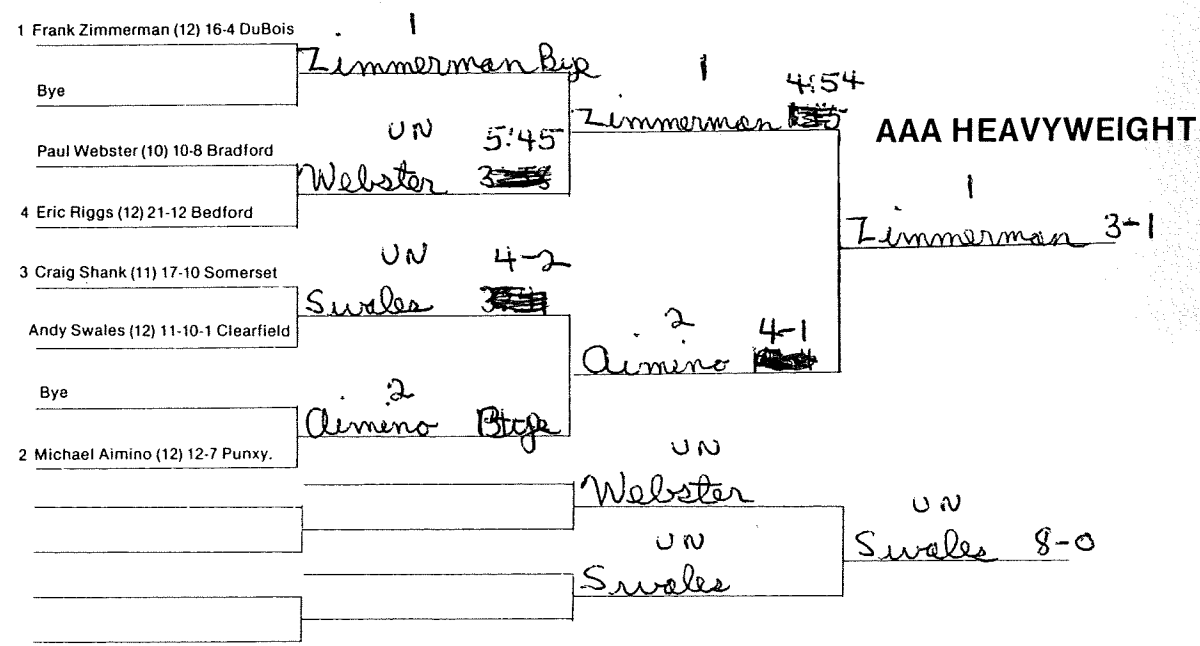 1
1 Frank Zimmerman (12) 16-4 DuBois
Zimmerman Bye
Bye
1 4:54
Zimmerman
AAA HEAVYWEIGHT
UN 5:45
Paul Webster (10) 10-8 Bradford
Webster
4 Eric Riggs (12) 21-12 Bedford
1
Zimmerman 3-1
UN 4-2
3 Craig Shank (11) 17-10 Somerset
Swales
Andy Swales (12) 11-10-1 Clearfield
2 4-1
Aimino
Bye
2
Aimino Bye
2 Michael Aimino (12) 12-7 Punxy.
UN
Webster
UN
Swales 8-0
UN
Swales